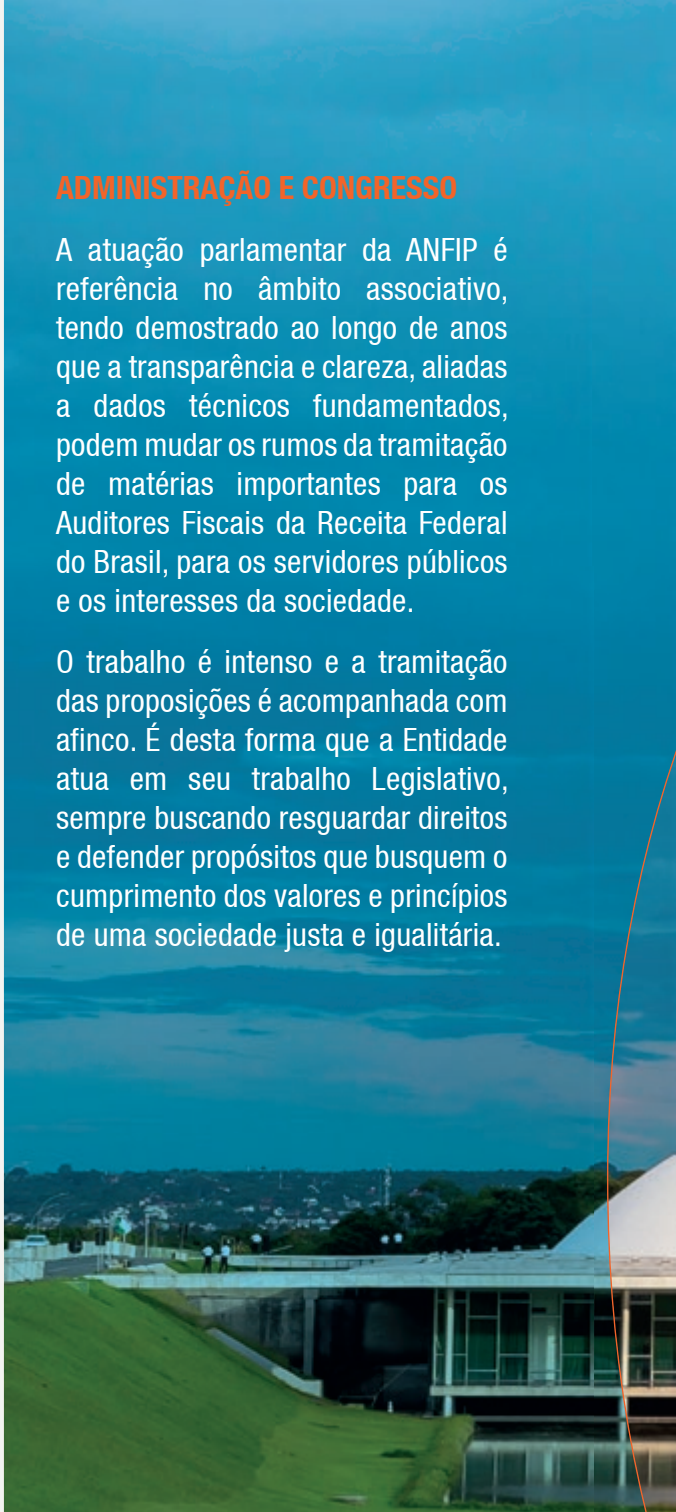 ADMINISTRAÇÃO E CONGRESSO
A atuação parlamentar da ANFIP é
referência no âmbito associativo,
tendo demostrado ao longo de anos
que a transparência e clareza, aliadas
a dados técnicos fundamentados,
podem mudar os rumos da tramitação
de matérias importantes para os
Auditores Fiscais da Receita Federal
do Brasil, para os servidores públicos
e os interesses da sociedade.
O trabalho é intenso e a tramitação
das proposições é acompanhada com
afinco. É desta forma que a Entidade
atua em seu trabalho Legislativo,
sempre buscando resguardar direitos
e defender propósitos que busquem o
cumprimento dos valores e princípios
de uma sociedade justa e igualitária.